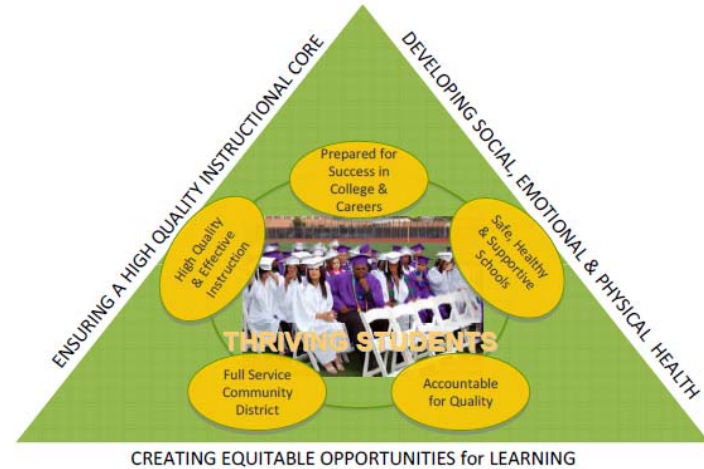 ENSURING A HIGH QUALITY INSTRUCTIONAL CORE
DEVELOPING SOCIAL, EMOTIONAL & PHYSICAL HEALTH
Prepared for
Success in
College &
Careers
High Quality
& Effective
Instruction
Safe, Healthy
& Supportive
Schools
THRIVING STUDENTS
Full Service
Community
District
Accountable
for Quality
CREATING EQUITABLE OPPORTUNITIES for LEARNING